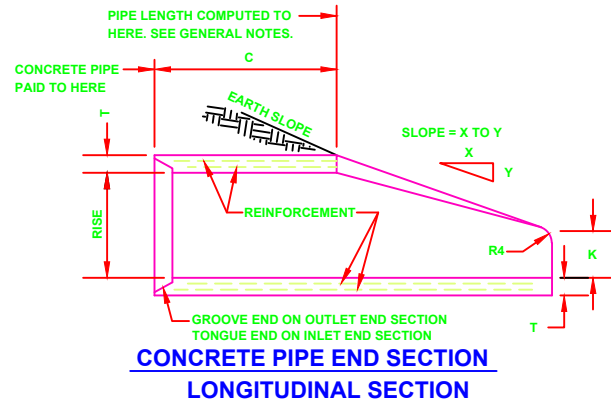 PIPE LENGTH COMPUTED TO
HERE. SEE GENERAL NOTES.
C
CONCRETE PIPE
PAID TO HERE
T
EARTH SLOPE
SLOPE = X TO Y
X
Y
REINFORCEMENT
RISE
R4
K
T
GROOVE END ON OUTLET END SECTION
TONGUE END ON INLET END SECTION
CONCRETE PIPE END SECTION
LONGITUDINAL SECTION